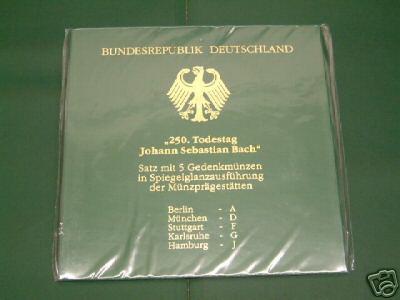 BUNDESREPUBLIK DEUTSCHLAND
„250. Todestag
Johann Sebastian Bach"
Satz mit 5 Gedenkmünzen
in Spiegelglanzausführung
der Münzprägestätten
Berlin - A
München - D
Stuttgart - F
Karlsruhe - G
Hamburg - J
ebY